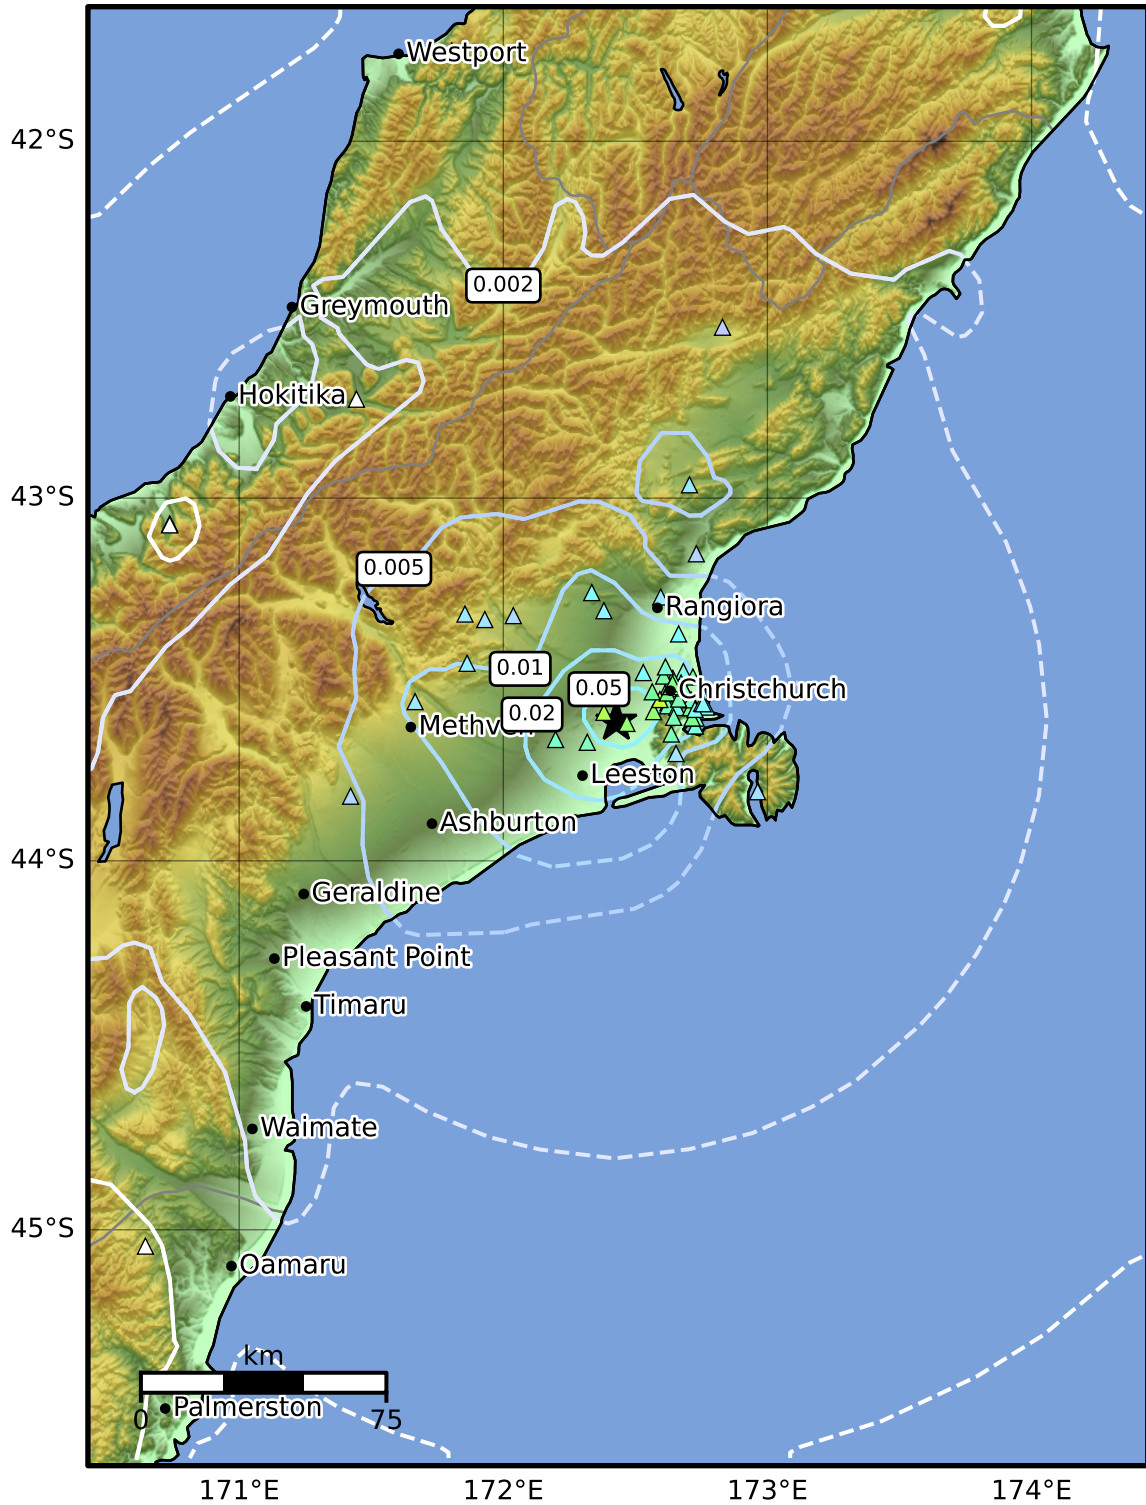 Westport
42°S
0.002
Greymouth
Hokitika
43°S
0.005
Rangiora
0.01
0.05
Christchurch
0.02
Methven
Leeston
Ashburton
44°S
Geraldine
Pleasant Point
Timaru
Waimate
45°S
Oamaru
km
Palmerston
0 75
171°E 172°E 173°E 174°E